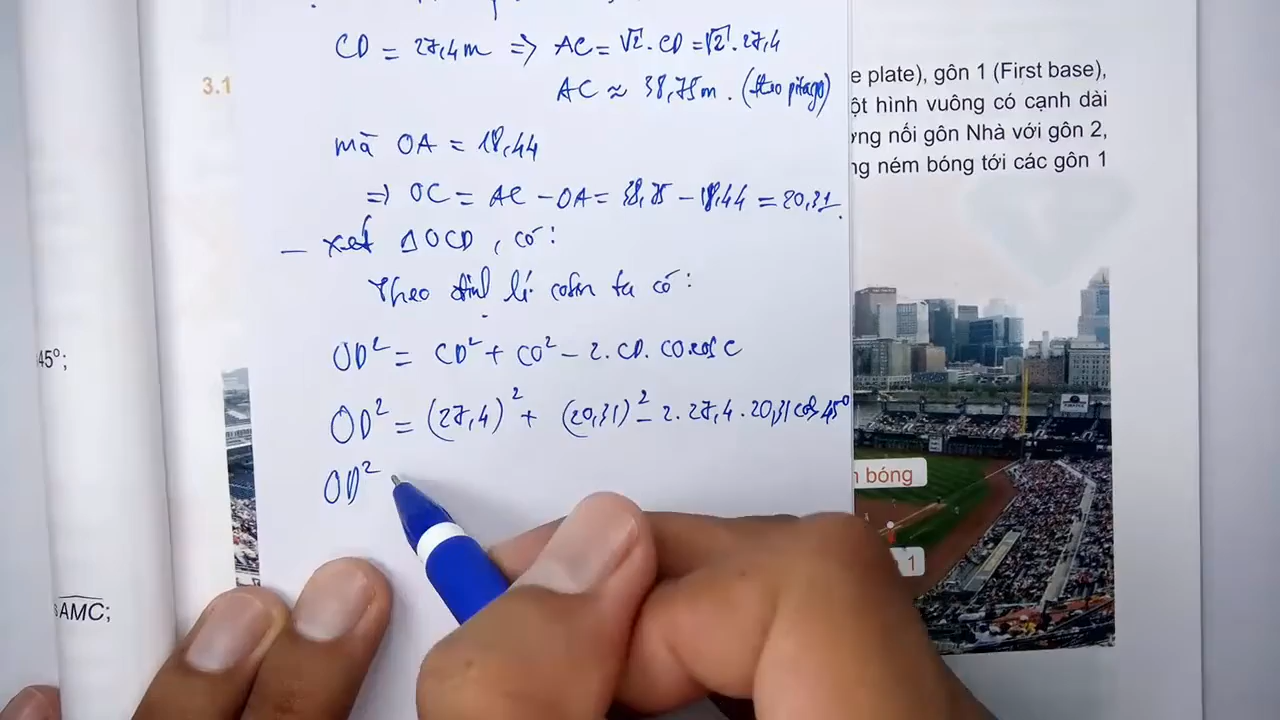 CD = 27,4m => AC = √2. CD = √2. 27,4
3.1
e plate), gôn 1 (First base),
AC ≈ 38,75m. (theo pitago)
ột hình vuông có cạnh dài
ờng nối gôn Nhà với gôn 2,
mà OA = 18,44
ng ném bóng tới các gôn 1
=> OC = AC - OA = 38,75 - 18,44 = 20,31.
- xét ΔOCD, có:
Theo định lí cosin ta có:
45°;
OD² = CD² + CO² - 2. CD. CO.cos C
OD² = (27,4)² + (20,31)² - 2. 27,4. 20,31 cos 45°
OD²
bóng
1
AMC;